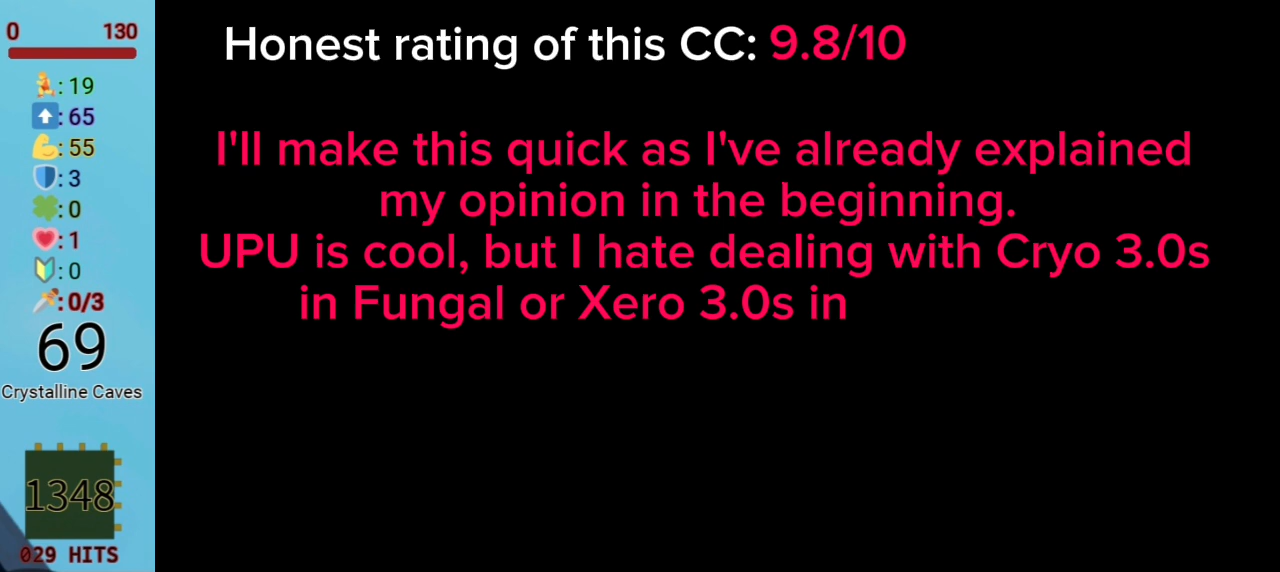 0 130
: 19
: 65
: 55
: 3
: 0
: 1
: 0
: 0/3
69
Crystalline Caves
1348
029 HITS
Honest rating of this CC: 9.8/10
I'll make this quick as I've already explained
my opinion in the beginning.
UPU is cool, but I hate dealing with Cryo 3.0s
in Fungal or Xero 3.0s in